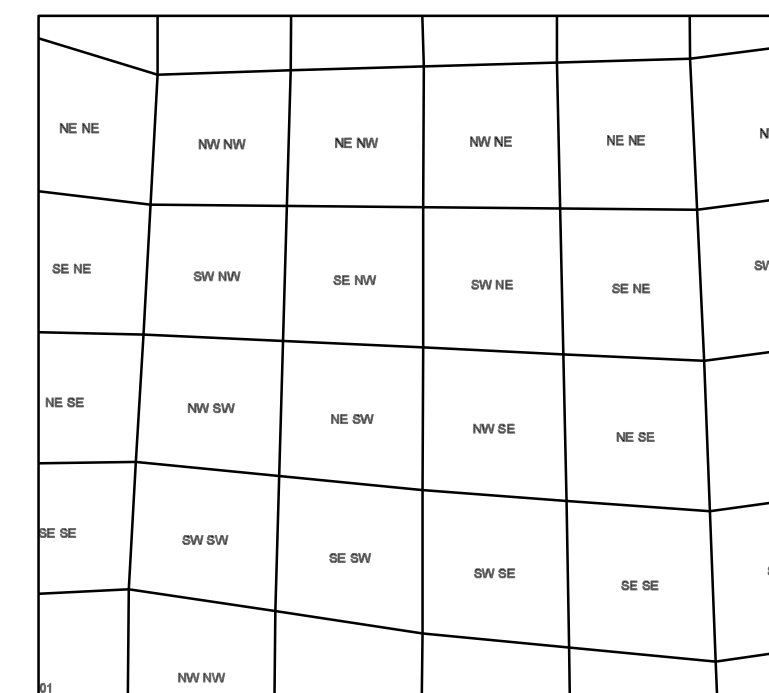 NE NE
NW NW
NE NW
NW NE
NE NE
SE NE
SW NW
SE NW
SW NE
SE NE
NE SE
NW SW
NE SW
NW SE
NE SE
SE SE
SW SW
SE SW
SW SE
SE SE
NW NW
01